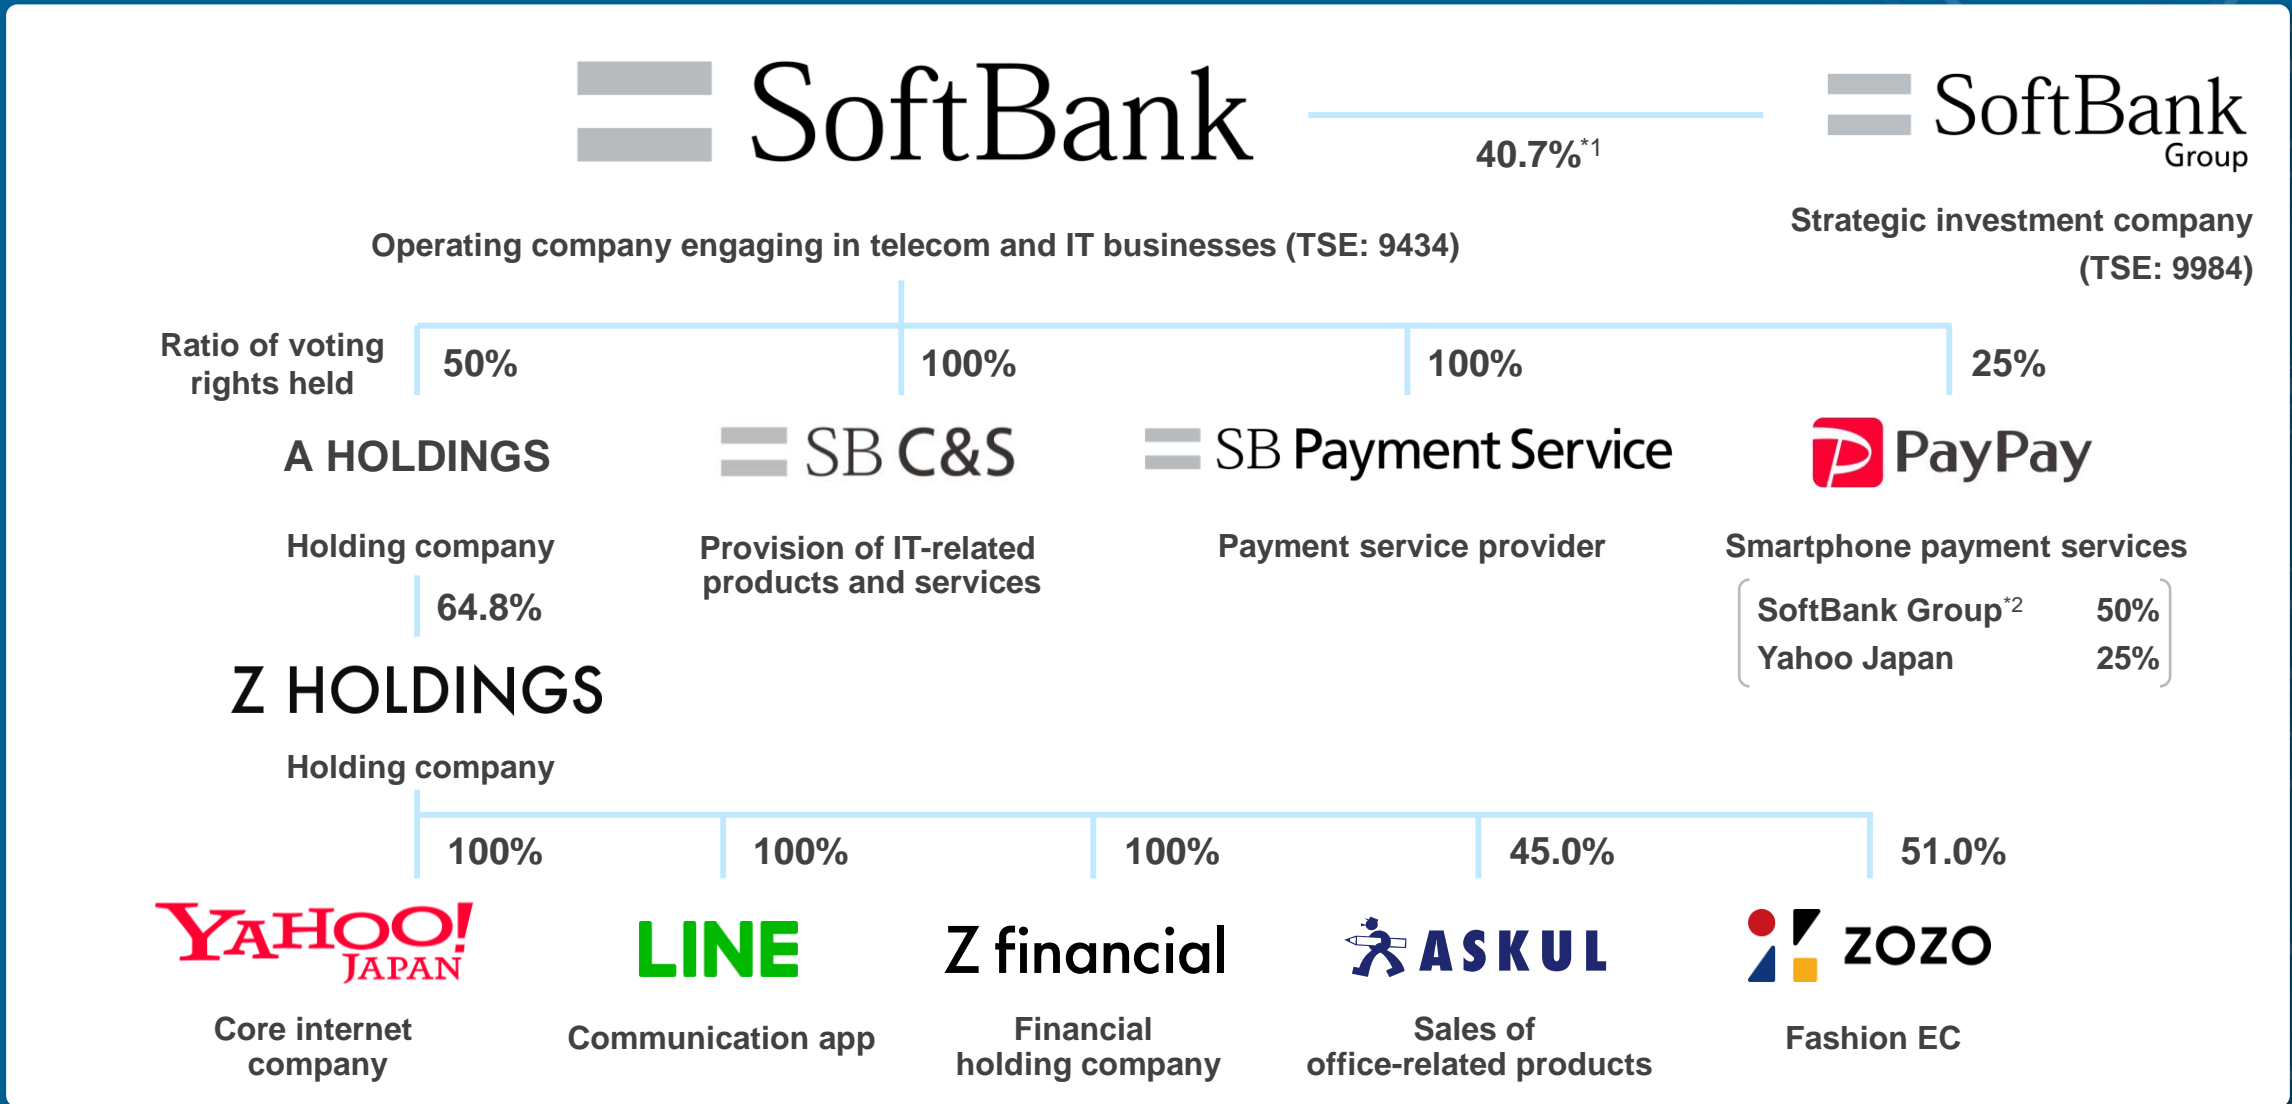 SoftBank
SoftBank
Group
40.7%*1
Strategic investment company
(TSE: 9984)
Operating company engaging in telecom and IT businesses (TSE: 9434)
Ratio of voting
rights held
50%
100%
100%
25%
A HOLDINGS
SB C&S
SB Payment Service
PayPay
Holding company
Provision of IT-related
products and services
Payment service provider
Smartphone payment services
64.8%
SoftBank Group*2 50%
Yahoo Japan 25%
Z HOLDINGS
Holding company
100%
100%
100%
45.0%
51.0%
YAHOO!
JAPAN
LINE
Z financial
ASKUL
ZOZO
Core internet
company
Communication app
Financial
holding company
Sales of
office-related products
Fashion EC